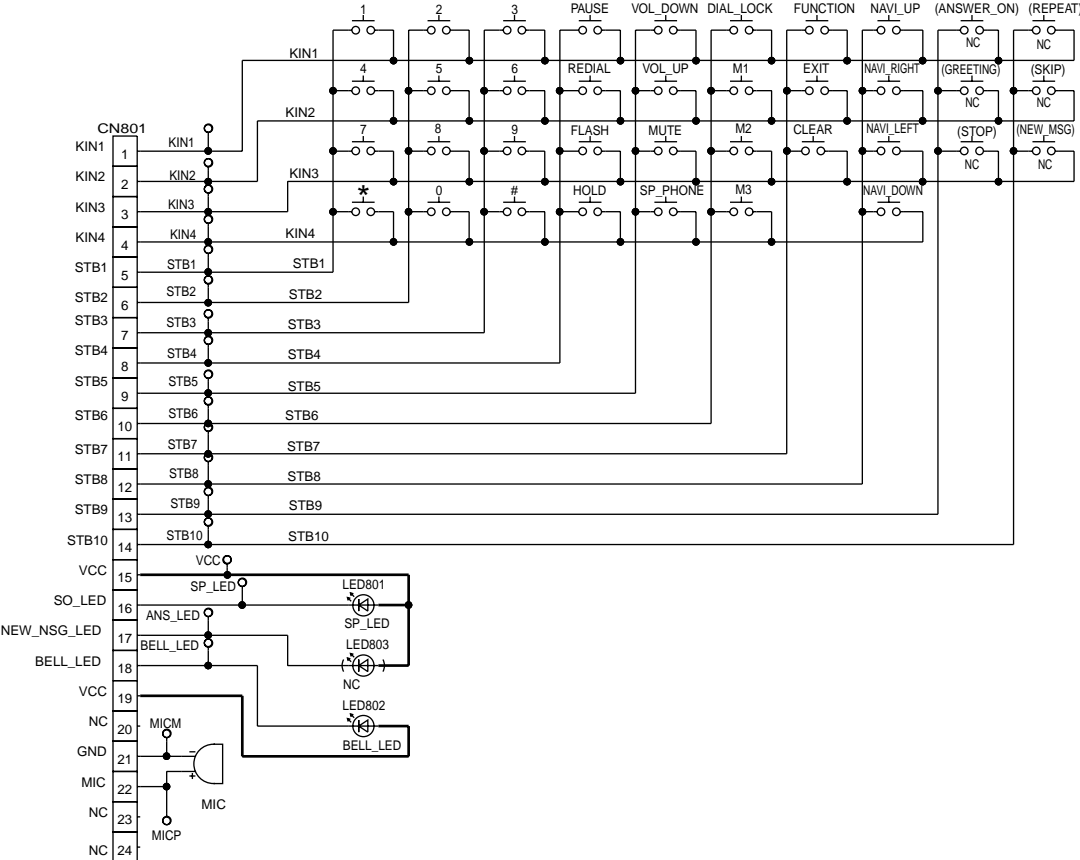 1 2 3 PAUSE VOL_DOWN DIAL_LOCK FUNCTION NAVI_UP (ANSWER_ON) (REPEAT)
NC NC
KIN1
4 5 6 REDIAL VOL_UP M1 EXIT NAVI_RIGHT (GREETING) (SKIP)
NC NC
KIN2
CN801
7 8 9 FLASH MUTE M2 CLEAR NAVI_LEFT (STOP) (NEW_MSG)
KIN1 1 KIN1
NC NC
KIN2 2 KIN2 KIN3
* 0 # HOLD SP_PHONE M3 NAVI_DOWN
KIN3 3 KIN3
KIN4 4 KIN4 KIN4
STB1 5 STB1 STB1
STB2 6 STB2 STB2
STB3 7 STB3 STB3
STB4 8 STB4 STB4
STB5 9 STB5 STB5
STB6 10 STB6 STB6
STB7 11 STB7 STB7
STB8 12 STB8 STB8
STB9 13 STB9 STB9
STB10 14 STB10 STB10
VCC
VCC 15
SP_LED LED801
SO_LED 16
ANS_LED SP_LED
NEW_NSG_LED 17
BELL_LED LED803
BELL_LED 18
( )
NC
VCC 19
LED802
NC 20 MICM
BELL_LED
GND 21 −
MIC 22 +
MIC
NC 23
MICP
NC 24